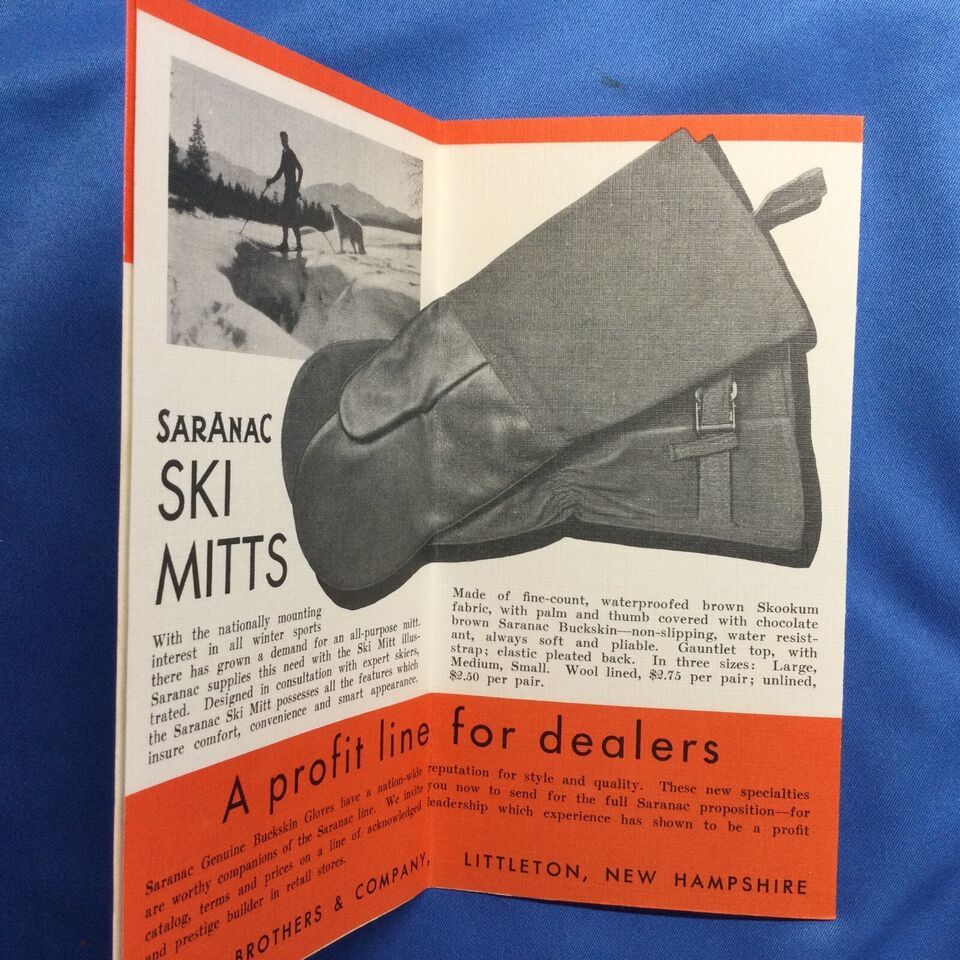 SARANAC
SKI
MITTS
With the nationally mounting
interest in all winter sports
there has grown a demand for an all-purpose mitt.
Saranac supplies this need with the Ski Mitt illus-
trated. Designed in consultation with expert skiers,
the Saranac Ski Mitt possesses all the features which
insure comfort, convenience and smart appearance.
Made of fine-count, waterproofed brown Skookum
fabric, with palm and thumb covered with chocolate
brown Saranac Buckskin—non-slipping, water resist-
ant, always soft and pliable. Gauntlet top, with
strap; elastic pleated back. In three sizes: Large,
Medium, Small. Wool lined, $2.75 per pair; unlined,
$2.50 per pair.
A profit line for dealers
Saranac Genuine Buckskin Gloves have a nation-wide reputation for style and quality. These new specialties
are worthy companions of the Saranac line. We invite you now to send for the full Saranac proposition—for
catalog, terms and prices on a line of acknowledged leadership which experience has shown to be a profit
and prestige builder in retail stores.
BROTHERS & COMPANY, LITTLETON, NEW HAMPSHIRE